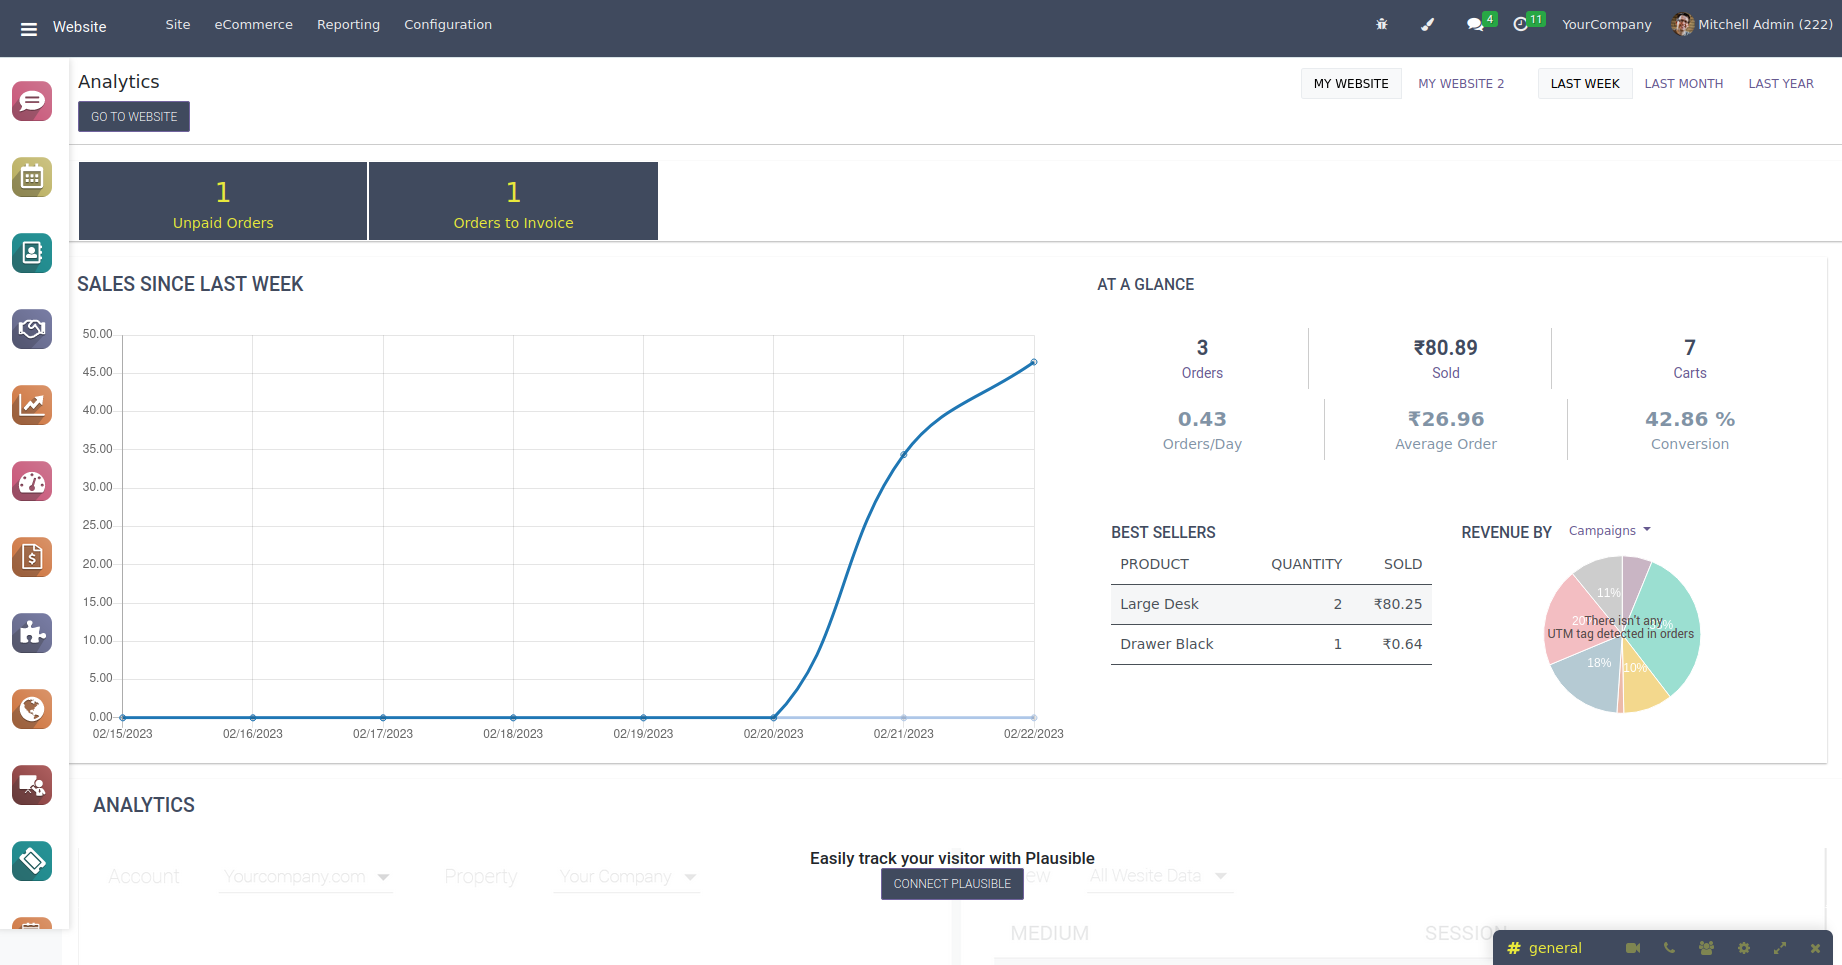 Website
Site eCommerce Reporting Configuration
4 11 YourCompany Mitchell Admin (222)
Analytics
GO TO WEBSITE
MY WEBSITE MY WEBSITE 2 LAST WEEK LAST MONTH LAST YEAR
1
Unpaid Orders
1
Orders to Invoice
SALES SINCE LAST WEEK
50.00
45.00
40.00
35.00
30.00
25.00
20.00
15.00
10.00
5.00
0.00
02/15/2023 02/16/2023 02/17/2023 02/18/2023 02/19/2023 02/20/2023 02/21/2023 02/22/2023
AT A GLANCE
3
Orders
₹80.89
Sold
7
Carts
0.43
Orders/Day
₹26.96
Average Order
42.86 %
Conversion
BEST SELLERS
PRODUCT QUANTITY SOLD
Large Desk 2 ₹80.25
Drawer Black 1 ₹0.64
REVENUE BY Campaigns
11%
There isn't any
UTM tag detected in orders
18% 10%
ANALYTICS
Easily track your visitor with Plausible
CONNECT PLAUSIBLE
Account Yourcompany.com Property Your Company All Wesite Data
MEDIUM
# general